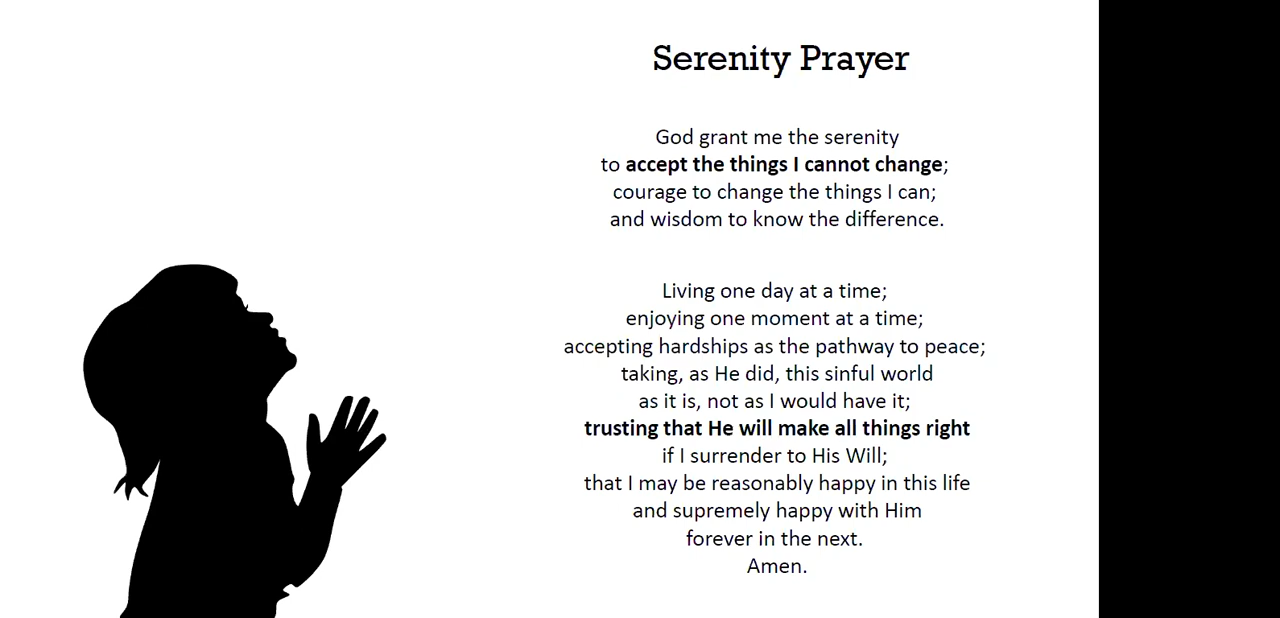 Serenity Prayer
God grant me the serenity
to accept the things I cannot change;
courage to change the things I can;
and wisdom to know the difference.
Living one day at a time;
enjoying one moment at a time;
accepting hardships as the pathway to peace;
taking, as He did, this sinful world
as it is, not as I would have it;
trusting that He will make all things right
if I surrender to His Will;
that I may be reasonably happy in this life
and supremely happy with Him
forever in the next.
Amen.